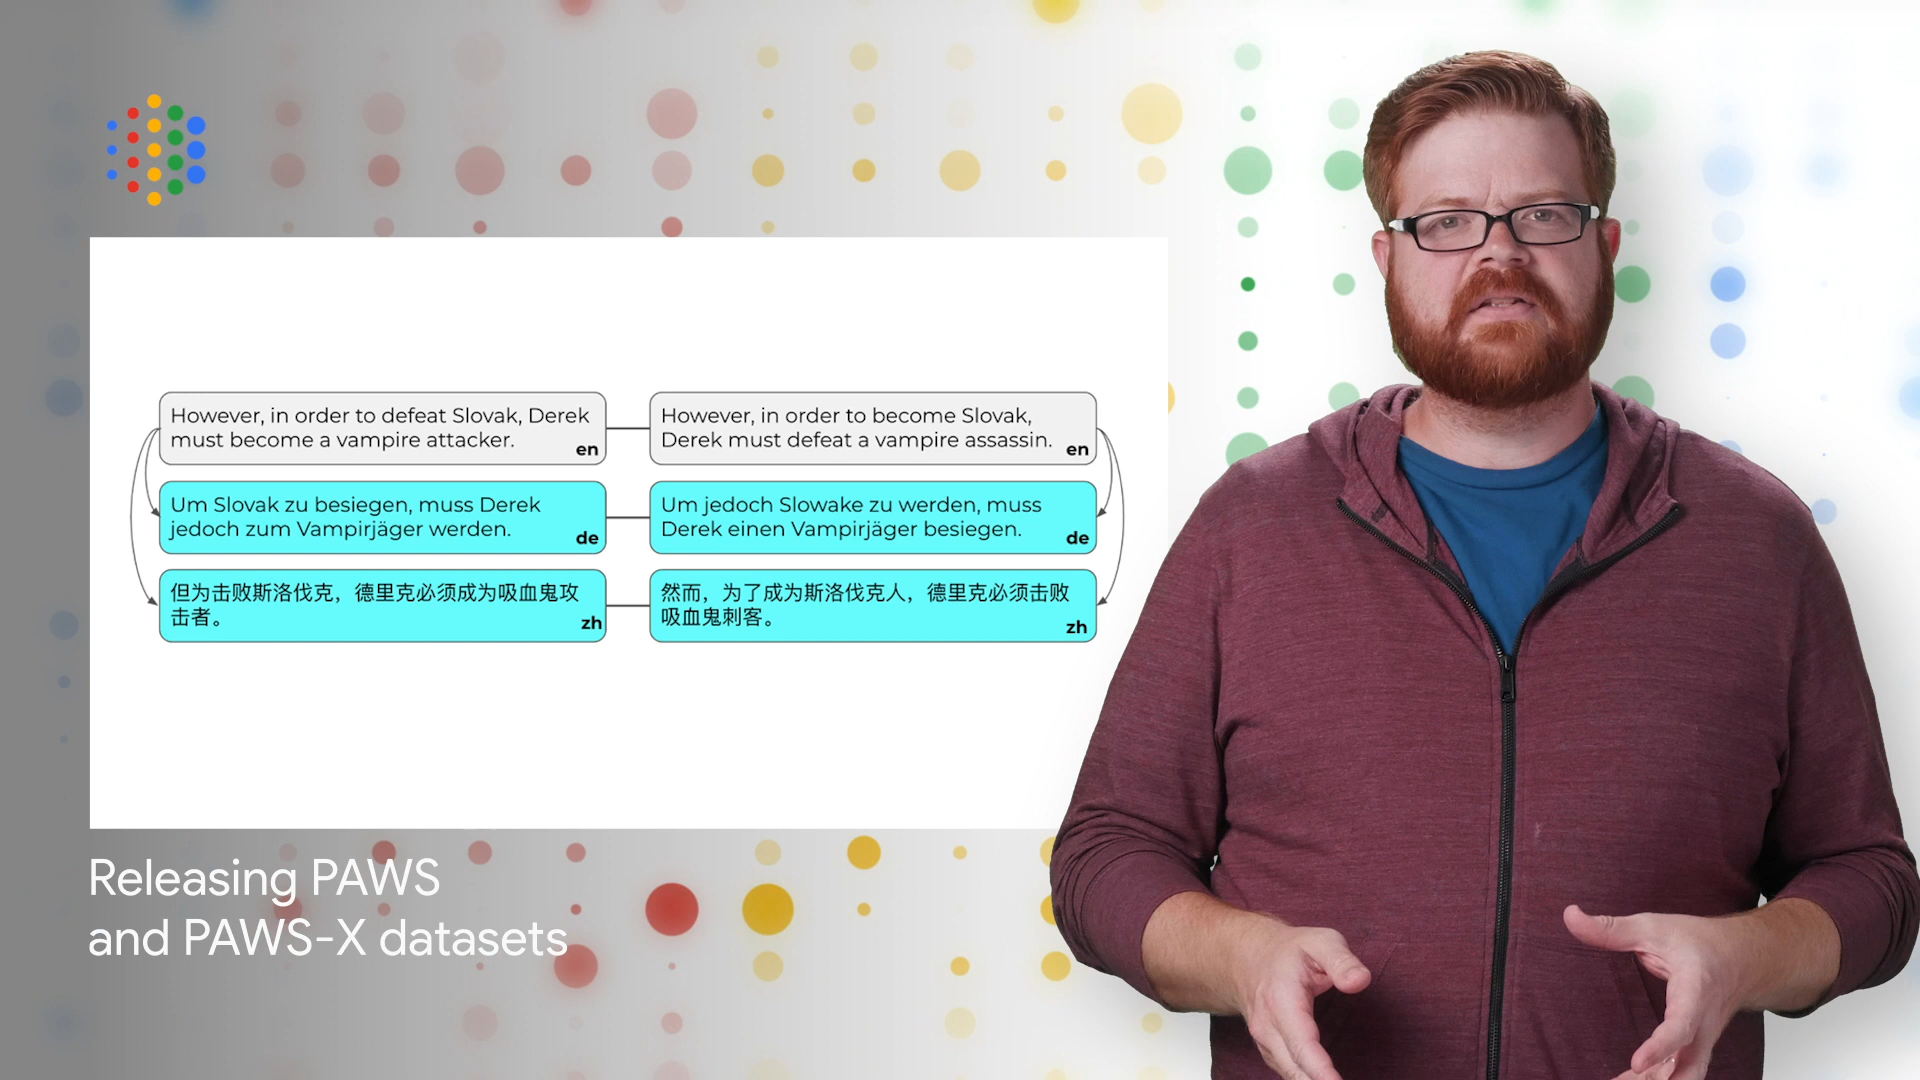 However, in order to defeat Slovak, Derek
must become a vampire attacker.
en
However, in order to become Slovak,
Derek must defeat a vampire assassin.
en
Um Slovak zu besiegen, muss Derek
jedoch zum Vampirjäger werden.
de
Um jedoch Slowake zu werden, muss
Derek einen Vampirjäger besiegen.
de
但为击败斯洛伐克，德里克必须成为吸血鬼攻
击者。
zh
然而，为了成为斯洛伐克人，德里克必须击败
吸血鬼刺客。
zh
Releasing PAWS
and PAWS-X datasets